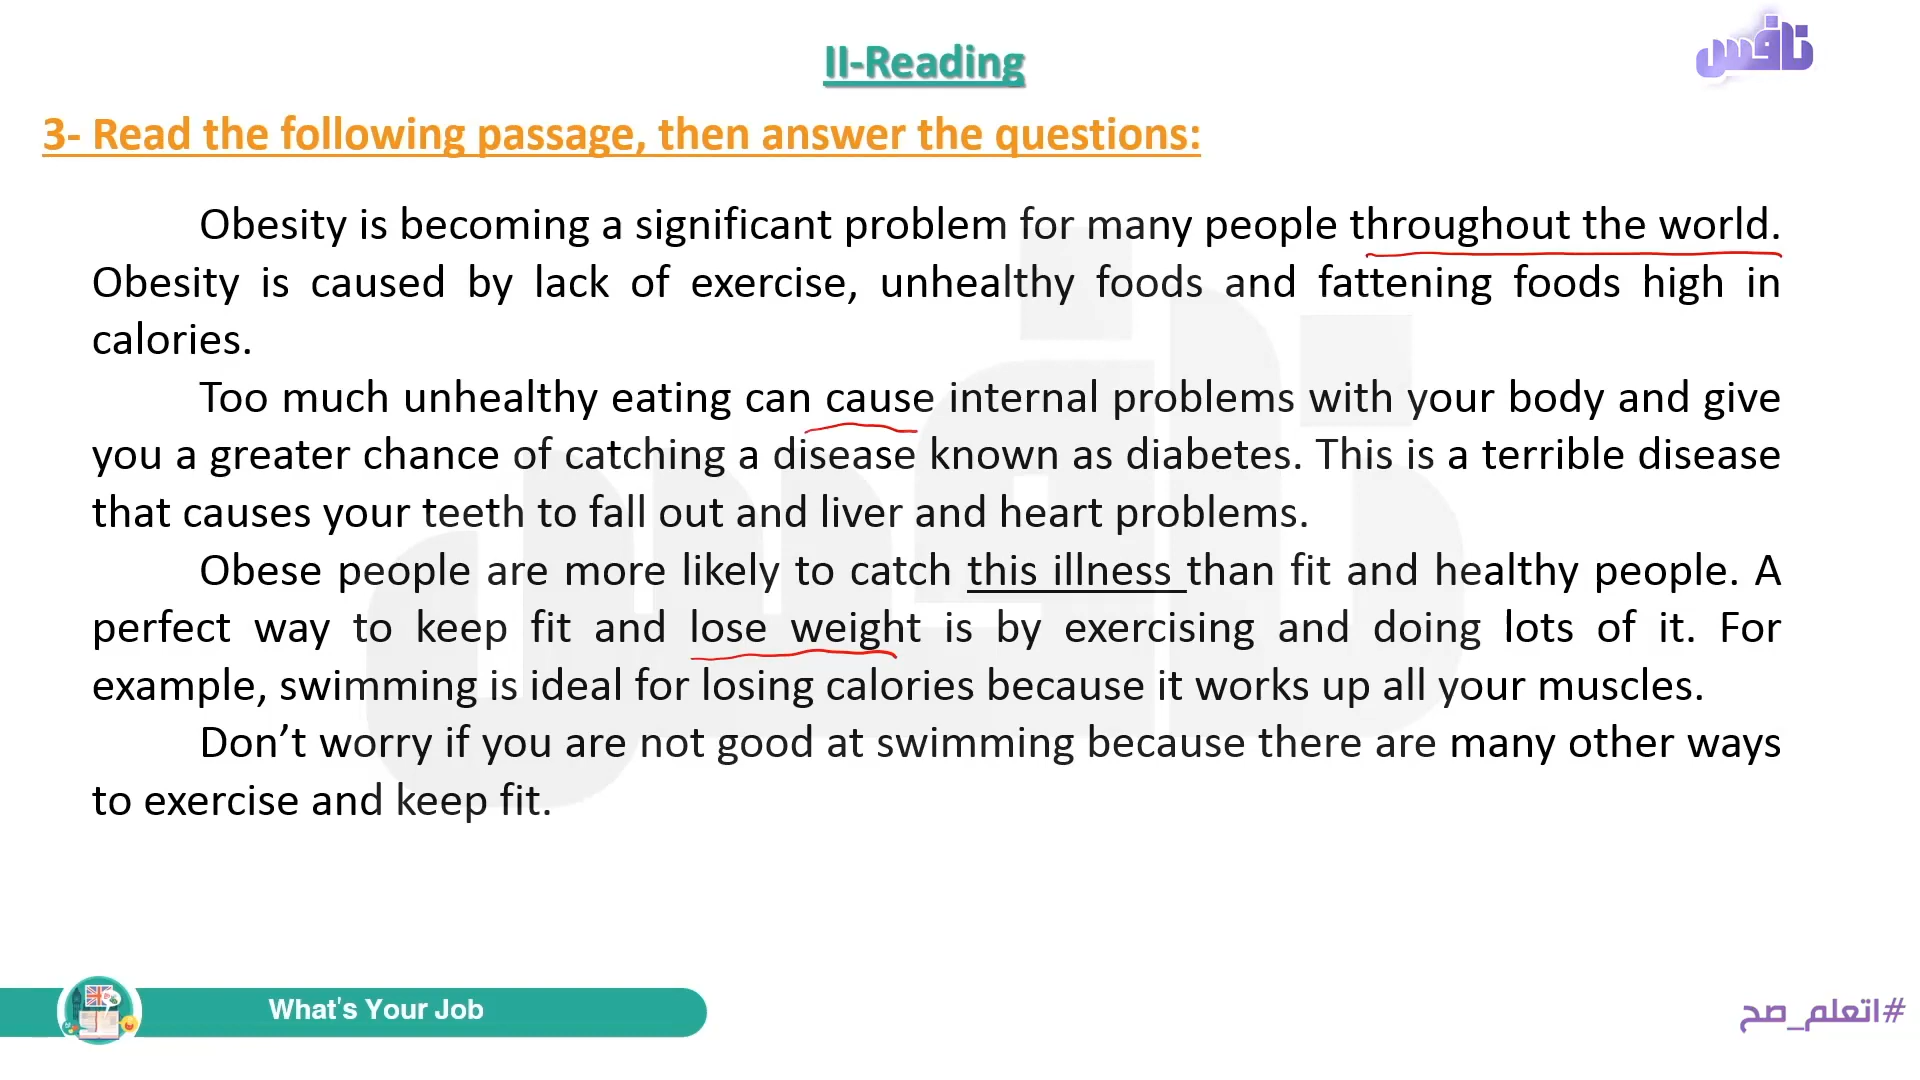 II-Reading
نافس
3- Read the following passage, then answer the questions:
Obesity is becoming a significant problem for many people throughout the world.
Obesity is caused by lack of exercise, unhealthy foods and fattening foods high in
calories.
Too much unhealthy eating can cause internal problems with your body and give
you a greater chance of catching a disease known as diabetes. This is a terrible disease
that causes your teeth to fall out and liver and heart problems.
Obese people are more likely to catch this illness than fit and healthy people. A
perfect way to keep fit and lose weight is by exercising and doing lots of it. For
example, swimming is ideal for losing calories because it works up all your muscles.
Don’t worry if you are not good at swimming because there are many other ways
to exercise and keep fit.
What's Your Job
#اتعلم_صح